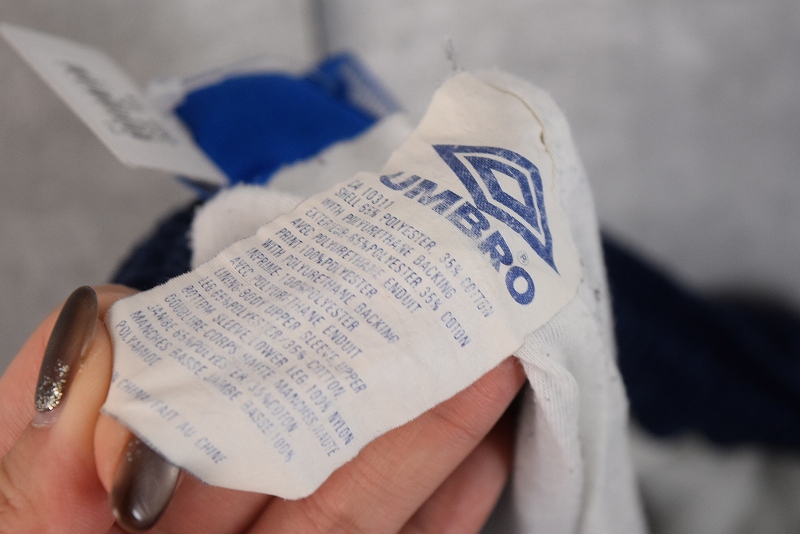 UMBRO®
CA 10311
SHELL 65% POLYESTER, 35% COTTON
WITH POLYURETHANE BACKING
EXTERIEUR 65% POLYESTER 35% COTON
AVEC POLYURETHANE ENDUIT
PRINT 100% POLYESTER
WITH POLYURETHANE BACKING
IMPRIME 100% POLYESTER
AVEC POLYURETHANE ENDUIT
LINING BODY UPPER SLEEVE/UPPER
LEG 65% POLYESTER, 35% COTTON
BOTTOM SLEEVE/LOWER LEG 100% NYLON
DOUBLURE CORPS HAUTE MANCHES/HAUTE
JAMBE 65% POLYESTER 35% COTON
MANCHES BASSE JAMBE BASSE 100%
POLYAMIDE
CHINA FAIT AU CHINE